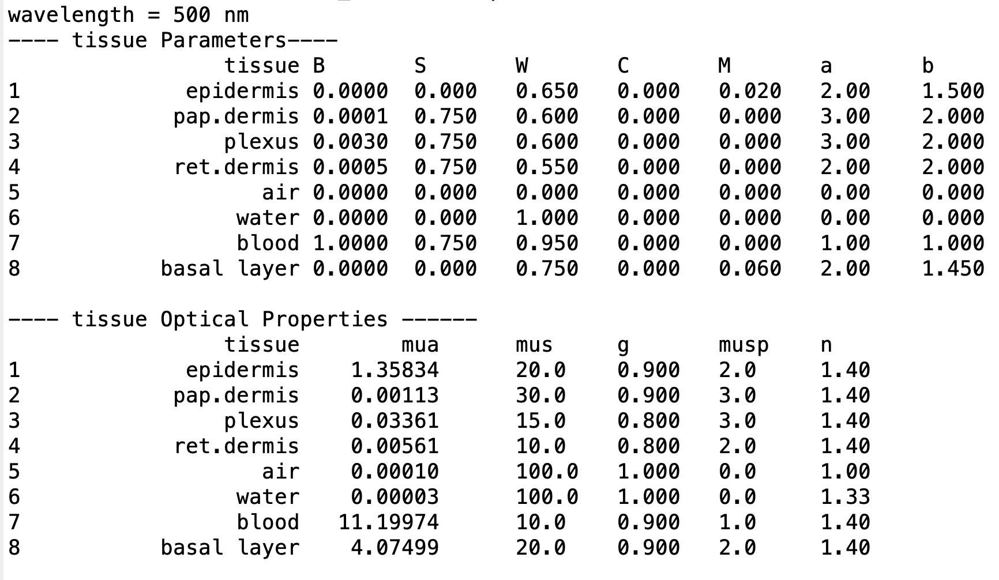 wavelength = 500 nm
---- tissue Parameters----
tissue B S W C M a b
1 epidermis 0.0000 0.000 0.650 0.000 0.020 2.00 1.500
2 pap.dermis 0.0001 0.750 0.600 0.000 0.000 3.00 2.000
3 plexus 0.0030 0.750 0.600 0.000 0.000 3.00 2.000
4 ret.dermis 0.0005 0.750 0.550 0.000 0.000 2.00 2.000
5 air 0.0000 0.000 0.000 0.000 0.000 0.00 0.000
6 water 0.0000 0.000 1.000 0.000 0.000 0.00 0.000
7 blood 1.0000 0.750 0.950 0.000 0.000 1.00 1.000
8 basal layer 0.0000 0.000 0.750 0.000 0.060 2.00 1.450
---- tissue Optical Properties ------
tissue mua mus g musp n
1 epidermis 1.35834 20.0 0.900 2.0 1.40
2 pap.dermis 0.00113 30.0 0.900 3.0 1.40
3 plexus 0.03361 15.0 0.800 3.0 1.40
4 ret.dermis 0.00561 10.0 0.800 2.0 1.40
5 air 0.00010 100.0 1.000 0.0 1.00
6 water 0.00003 100.0 1.000 0.0 1.33
7 blood 11.19974 10.0 0.900 1.0 1.40
8 basal layer 4.07499 20.0 0.900 2.0 1.40